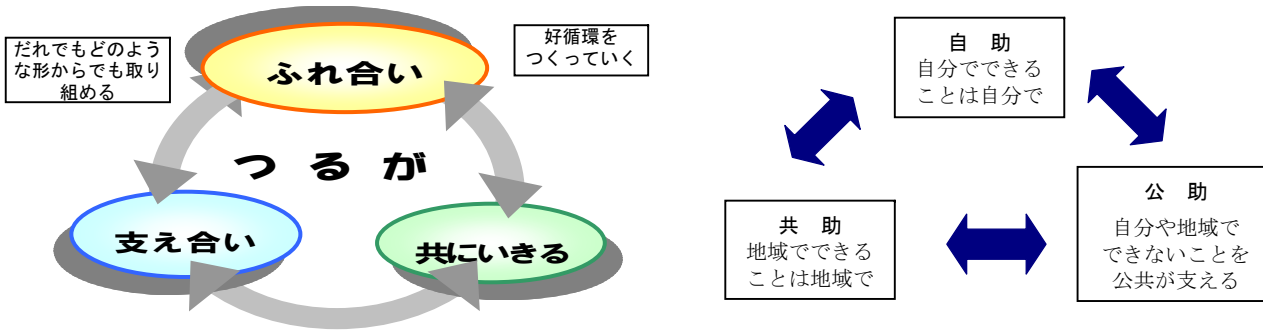 だれでもどのよう
な形からでも取り
組める
ふれ合い
好循環を
つくっていく
つるが
支え合い
共にいきる
自　助
自分でできる
ことは自分で
共　助
地域でできる
ことは地域で
公　助
自分や地域で
できないことを
公共が支える